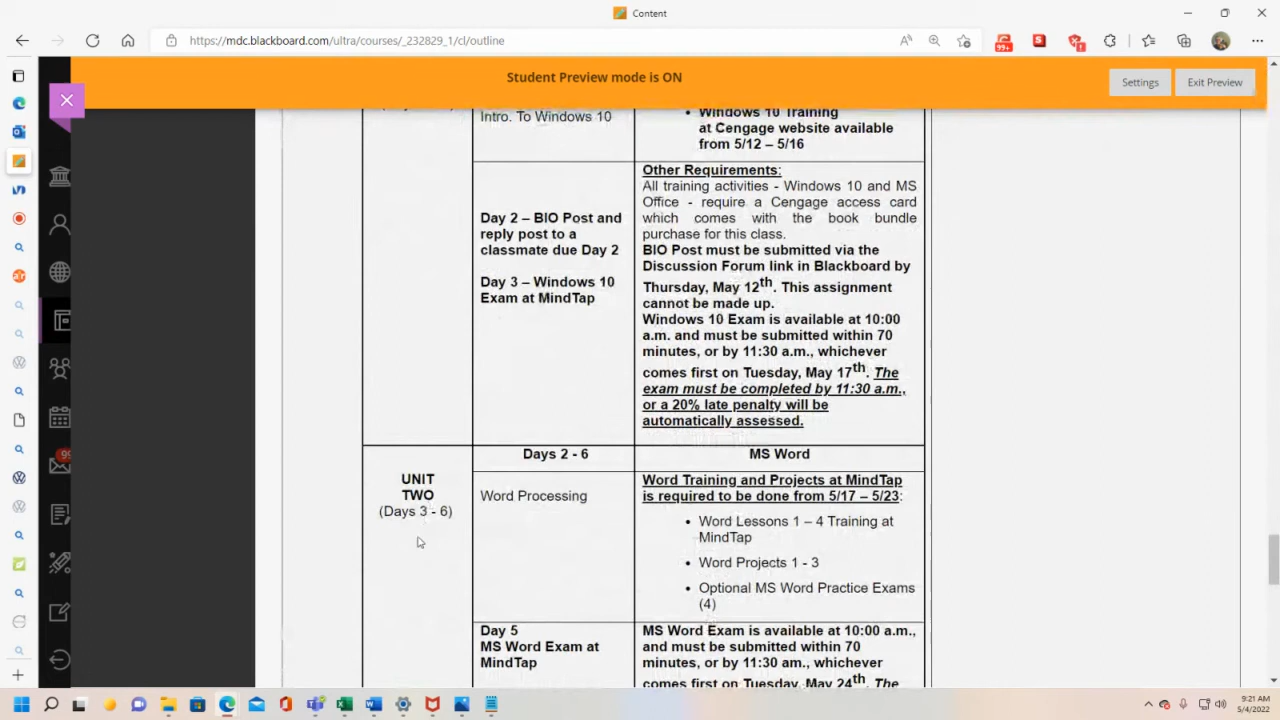 Content
https://mdc.blackboard.com/ultra/courses/_232829_1/cl/outline
99+
Student Preview mode is ON
Settings
Exit Preview
Intro. To Windows 10
• Windows 10 Training
at Cengage website available
from 5/12 – 5/16
Day 2 – BIO Post and
reply post to a
classmate due Day 2
Day 3 – Windows 10
Exam at MindTap
Other Requirements:
All training activities - Windows 10 and MS
Office - require a Cengage access card
which comes with the book bundle
purchase for this class.
BIO Post must be submitted via the
Discussion Forum link in Blackboard by
Thursday, May 12th. This assignment
cannot be made up.
Windows 10 Exam is available at 10:00
a.m. and must be submitted within 70
minutes, or by 11:30 a.m., whichever
comes first on Tuesday, May 17th. The
exam must be completed by 11:30 a.m.,
or a 20% late penalty will be
automatically assessed.
UNIT
TWO
(Days 3 - 6)
Days 2 - 6
MS Word
Word Processing
Word Training and Projects at MindTap
is required to be done from 5/17 – 5/23:
• Word Lessons 1 – 4 Training at
MindTap
• Word Projects 1 - 3
• Optional MS Word Practice Exams
(4)
Day 5
MS Word Exam at
MindTap
MS Word Exam is available at 10:00 a.m.,
and must be submitted within 70
minutes, or by 11:30 am., whichever
comes first on Tuesday, May 24th. The
9:21 AM
5/4/2022